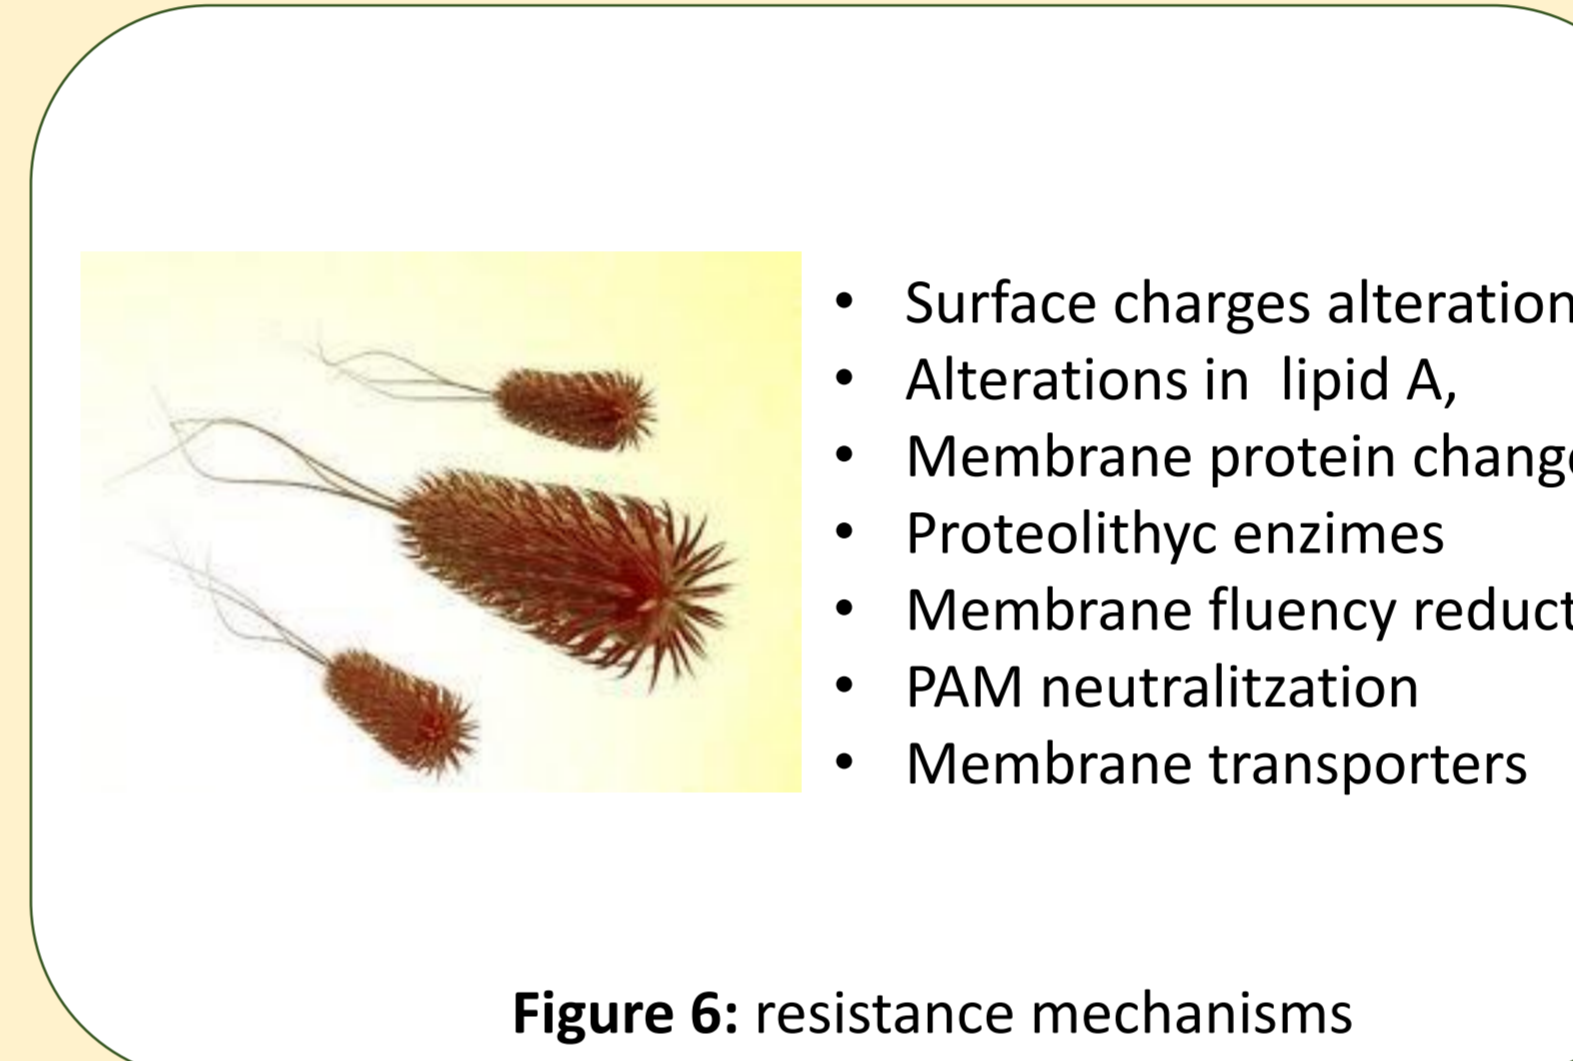 • Surface charges alteration
• Alterations in  lipid A,
• Membrane protein chang
• Proteolithyc enzimes
• Membrane fluency reduct
• PAM neutralitzation
• Membrane transporters
Figure 6: resistance mechanisms